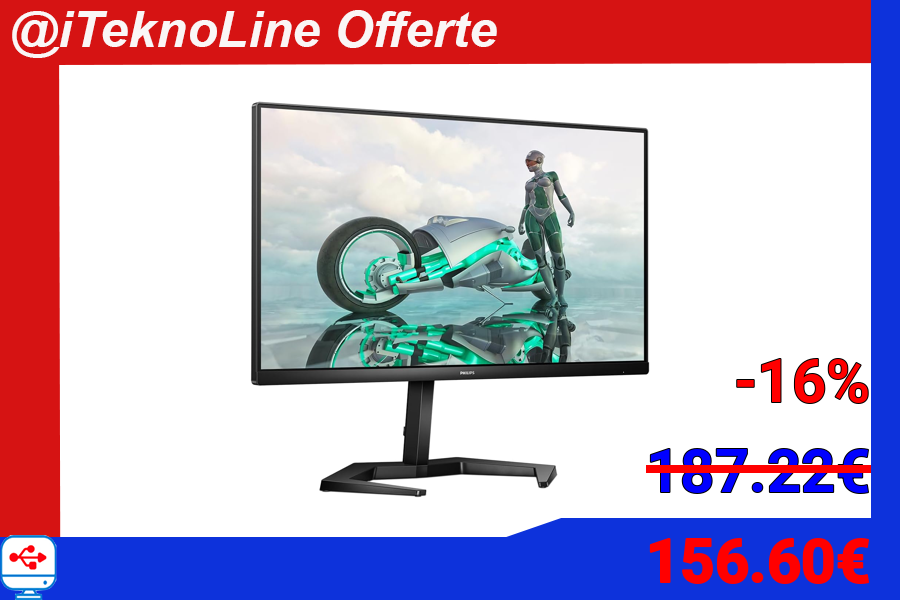 @iTeknoLine Offerte
PHILIPS
-16%
187.22€
156.60€